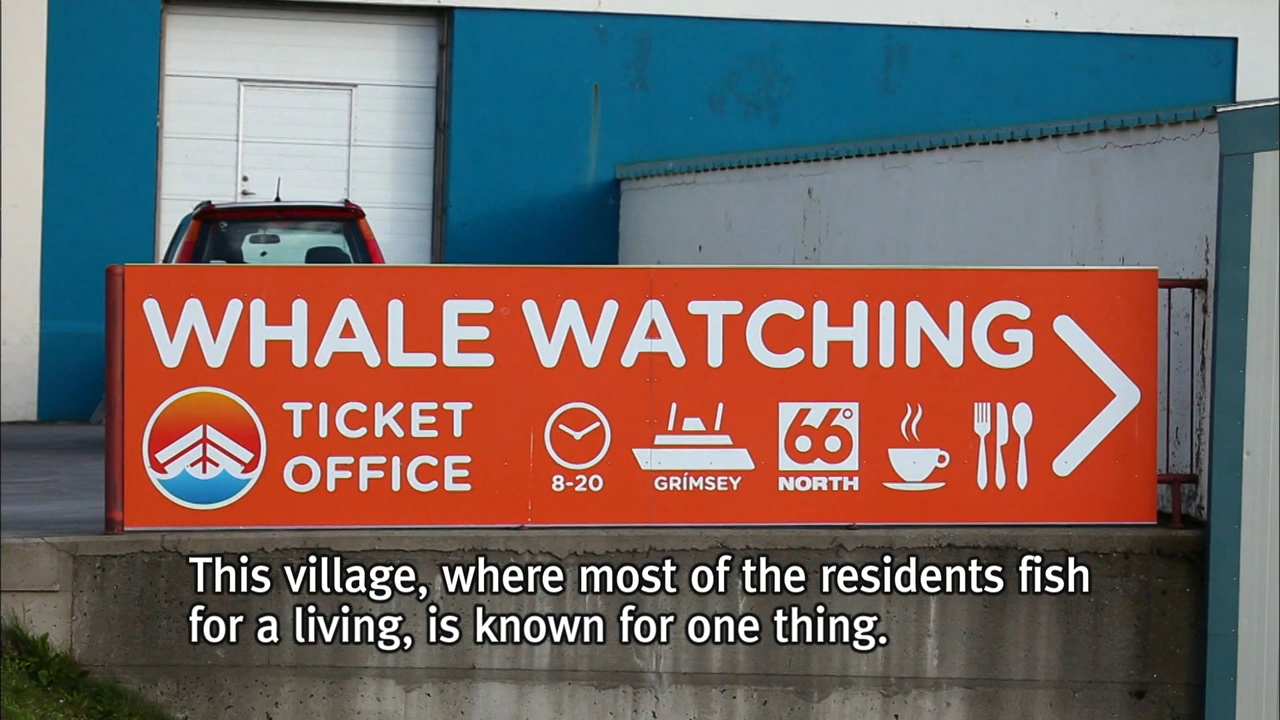 WHALE WATCHING
TICKET
OFFICE
8-20
GRÍMSEY
66°
NORTH
This village, where most of the residents fish
for a living, is known for one thing.